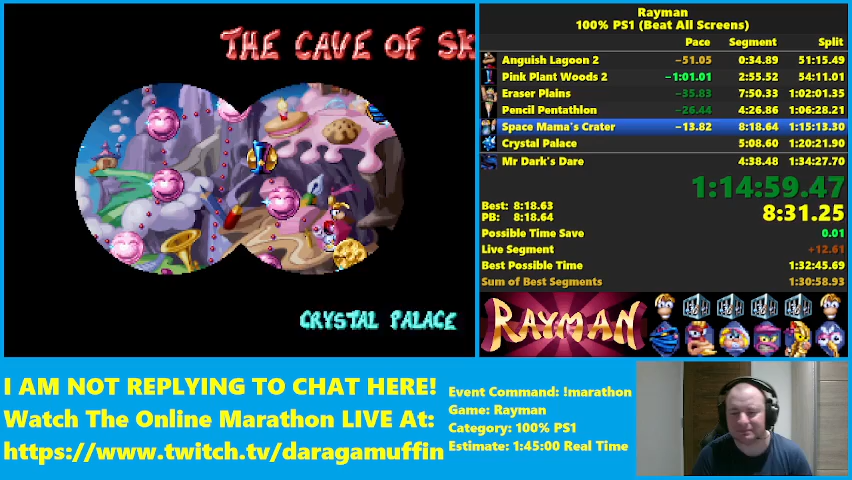 THE CAVE OF SK
CRYSTAL PALACE
Rayman
100% PS1 (Beat All Screens)
Pace Segment Split
Anguish Lagoon 2 −51.05 0:34.89 51:15.49
Pink Plant Woods 2 −1:01.01 2:55.52 54:11.01
Eraser Plains −35.83 7:50.33 1:02:01.35
Pencil Pentathlon −26.44 4:26.86 1:06:28.21
Space Mama's Crater −13.82 8:18.64 1:15:13.30
Crystal Palace 5:08.60 1:20:21.90
Mr Dark's Dare 4:38.48 1:34:27.70
1:14:59.47
Best: 8:18.63
PB: 8:18.64
8:31.25
Possible Time Save 0.01
Live Segment +12.61
Best Possible Time 1:32:45.69
Sum of Best Segments 1:30:58.93
RAYMAN
I AM NOT REPLYING TO CHAT HERE!
Watch The Online Marathon LIVE At:
https://www.twitch.tv/daragamuffin
Event Command: !marathon
Game: Rayman
Category: 100% PS1
Estimate: 1:45:00 Real Time